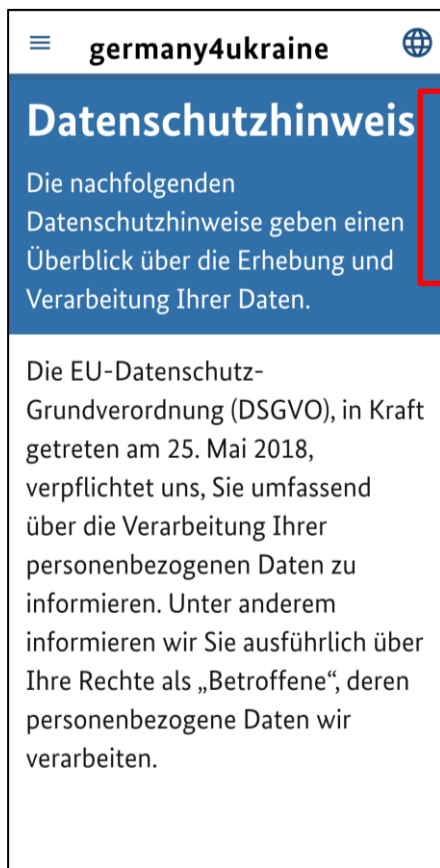 germany4ukraine
Datenschutzhinweis
Die nachfolgenden
Datenschutzhinweise geben einen
Überblick über die Erhebung und
Verarbeitung Ihrer Daten.
Die EU-Datenschutz-
Grundverordnung (DSGVO), in Kraft
getreten am 25. Mai 2018,
verpflichtet uns, Sie umfassend
über die Verarbeitung Ihrer
personenbezogenen Daten zu
informieren. Unter anderem
informieren wir Sie ausführlich über
Ihre Rechte als „Betroffene“, deren
personenbezogene Daten wir
verarbeiten.